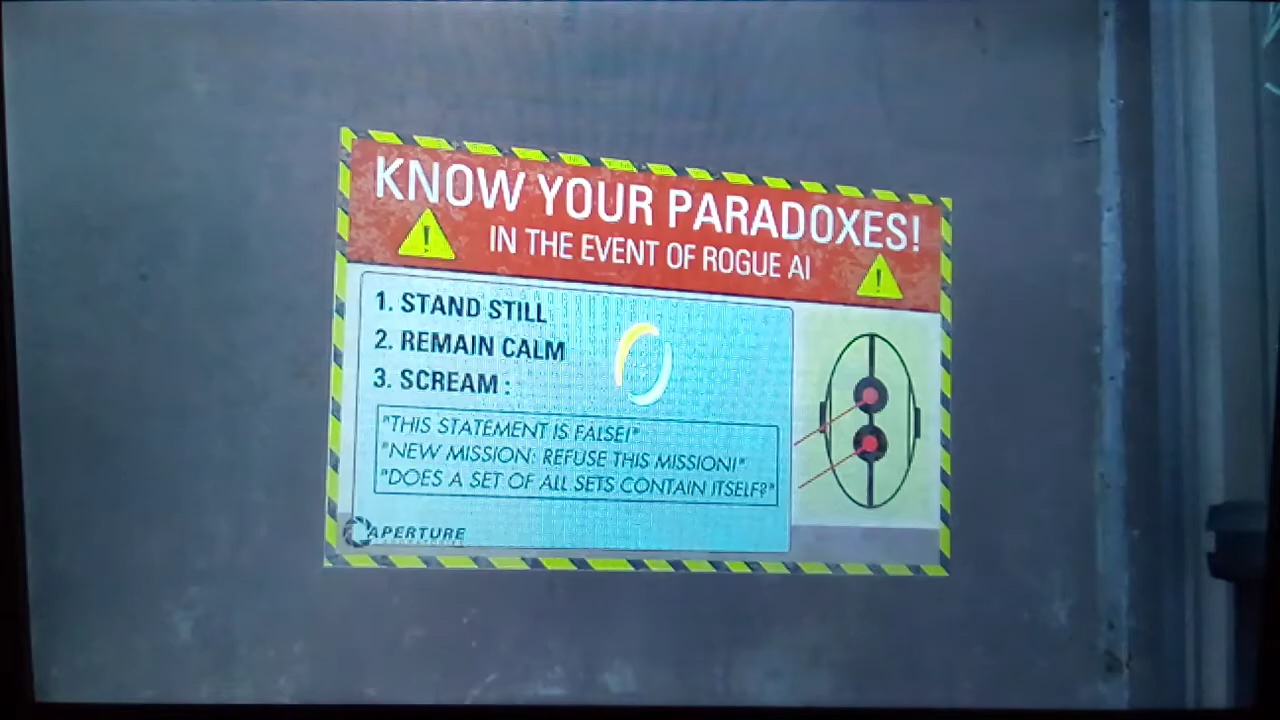 KNOW YOUR PARADOXES!
IN THE EVENT OF ROGUE AI
1. STAND STILL
2. REMAIN CALM
3. SCREAM :
"THIS STATEMENT IS FALSE!"
"NEW MISSION: REFUSE THIS MISSION!"
"DOES A SET OF ALL SETS CONTAIN ITSELF?"
APERTURE
LABORATORIES